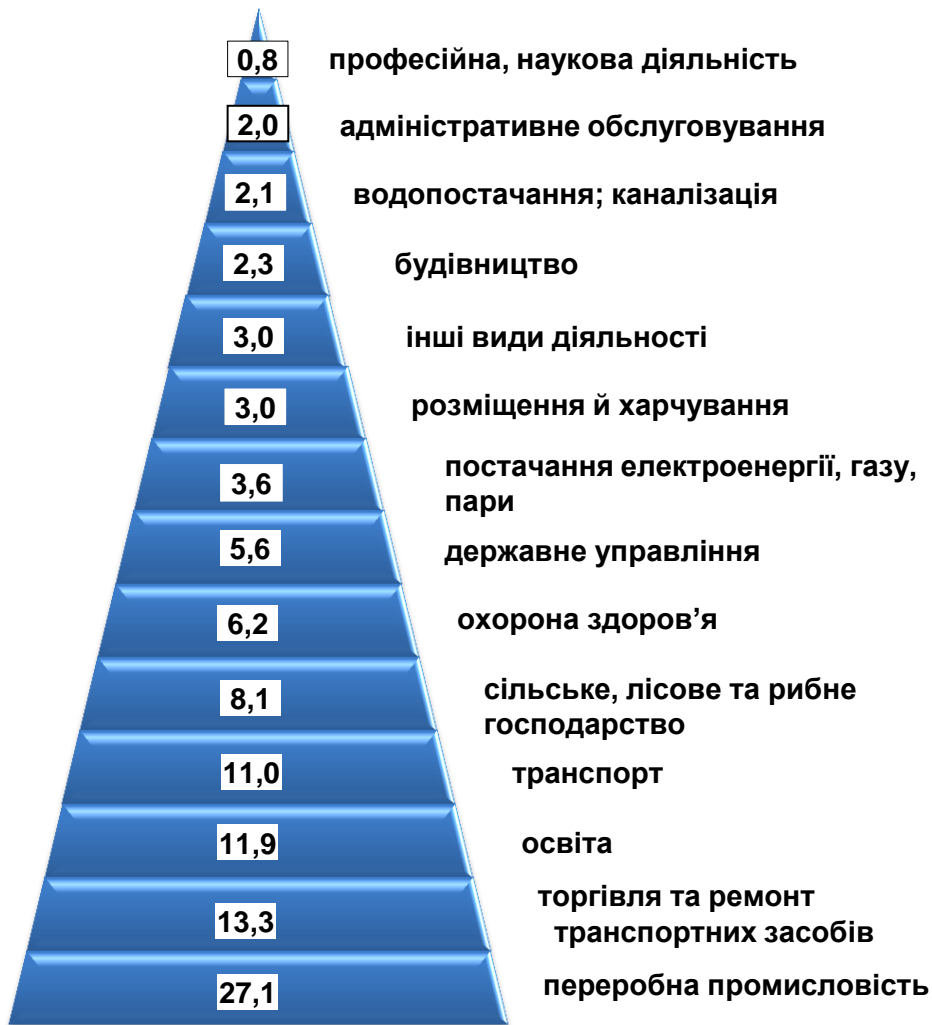 0,8 професійна, наукова діяльність
2,0 адміністративне обслуговування
2,1 водопостачання; каналізація
2,3 будівництво
3,0 інші види діяльності
3,0 розміщення й харчування
3,6 постачання електроенергії, газу,
пари
5,6 державне управління
6,2 охорона здоров’я
8,1 сільське, лісове та рибне
господарство
11,0 транспорт
11,9 освіта
13,3 торгівля та ремонт
транспортних засобів
27,1 переробна промисловість